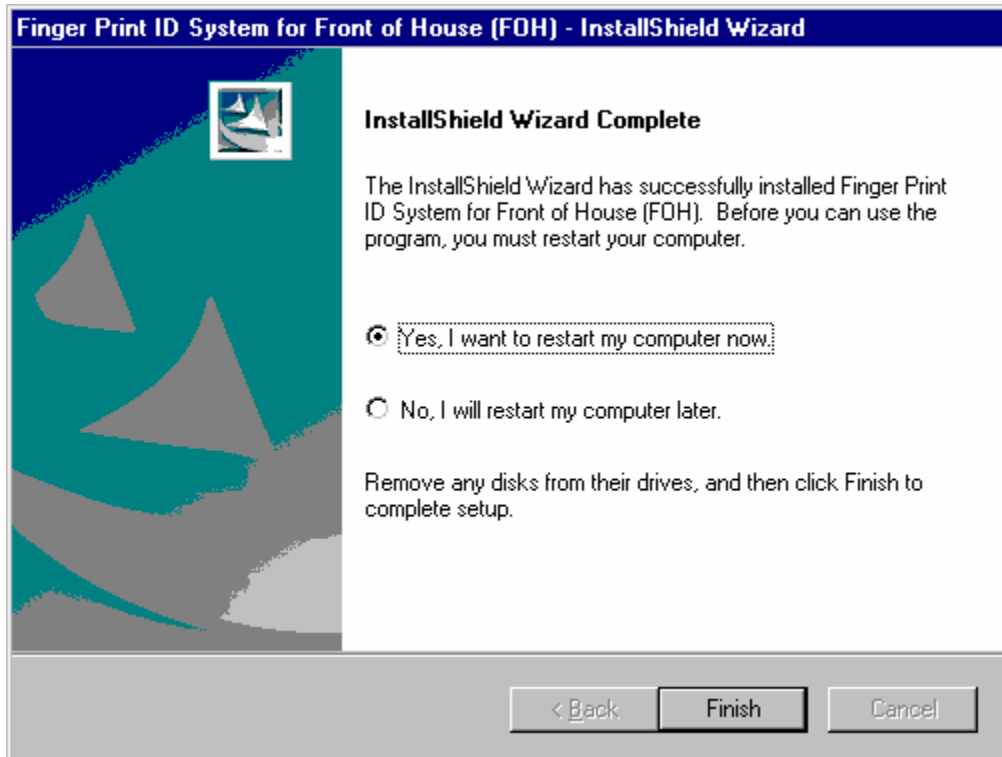 Finger Print ID System for Front of House (FOH) - InstallShield Wizard
InstallShield Wizard Complete
The InstallShield Wizard has successfully installed Finger Print
ID System for Front of House (FOH).  Before you can use the
program, you must restart your computer.
Yes, I want to restart my computer now.
No, I will restart my computer later.
Remove any disks from their drives, and then click Finish to
complete setup.
< Back
Finish
Cancel